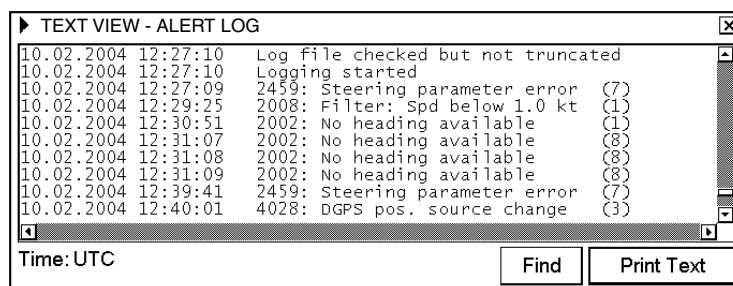 TEXT VIEW - ALERT LOG
10.02.2004 12:27:10 Log file checked but not truncated
10.02.2004 12:27:10 Logging started
10.02.2004 12:27:09 2459: Steering parameter error (7)
10.02.2004 12:29:25 2008: Filter: Spd below 1.0 kt (1)
10.02.2004 12:30:51 2002: No heading available (1)
10.02.2004 12:31:07 2002: No heading available (8)
10.02.2004 12:31:08 2002: No heading available (8)
10.02.2004 12:31:09 2002: No heading available (8)
10.02.2004 12:39:41 2459: Steering parameter error (7)
10.02.2004 12:40:01 4028: DGPS pos. source change (3)
Time: UTC
Find Print Text